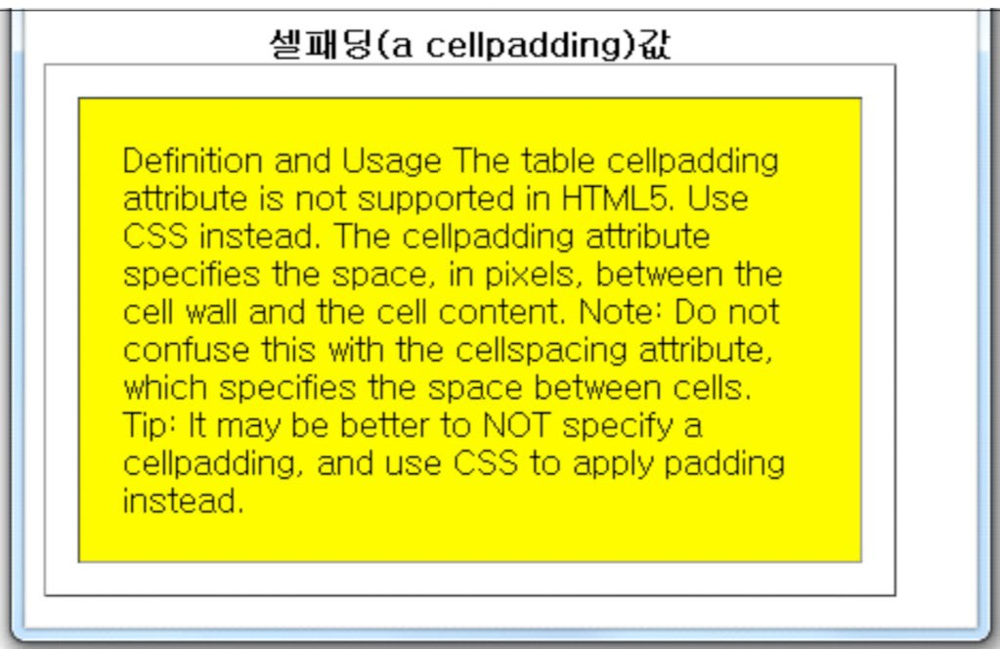 셀패딩(a cellpadding)값
Definition and Usage The table cellpadding
attribute is not supported in HTML5. Use
CSS instead. The cellpadding attribute
specifies the space, in pixels, between the
cell wall and the cell content. Note: Do not
confuse this with the cellspacing attribute,
which specifies the space between cells.
Tip: It may be better to NOT specify a
cellpadding, and use CSS to apply padding
instead.